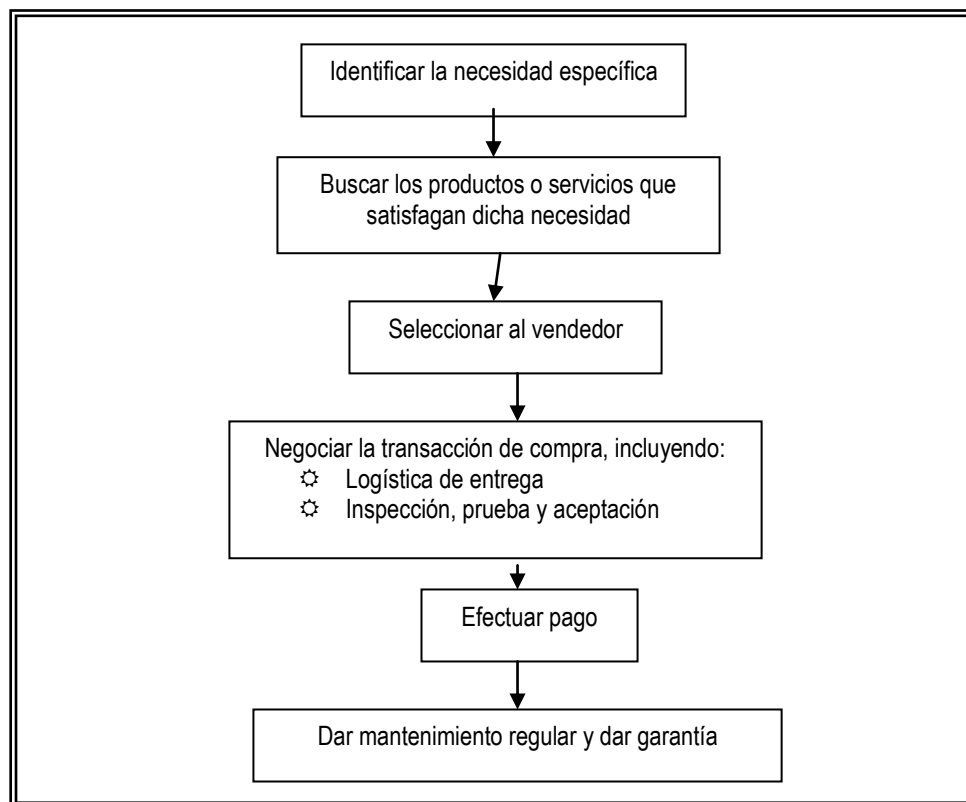 Identificar la necesidad específica
Buscar los productos o servicios que
satisfagan dicha necesidad
Seleccionar al vendedor
Negociar la transacción de compra, incluyendo:
☼ Logística de entrega
☼ Inspección, prueba y aceptación
Efectuar pago
Dar mantenimiento regular y dar garantía